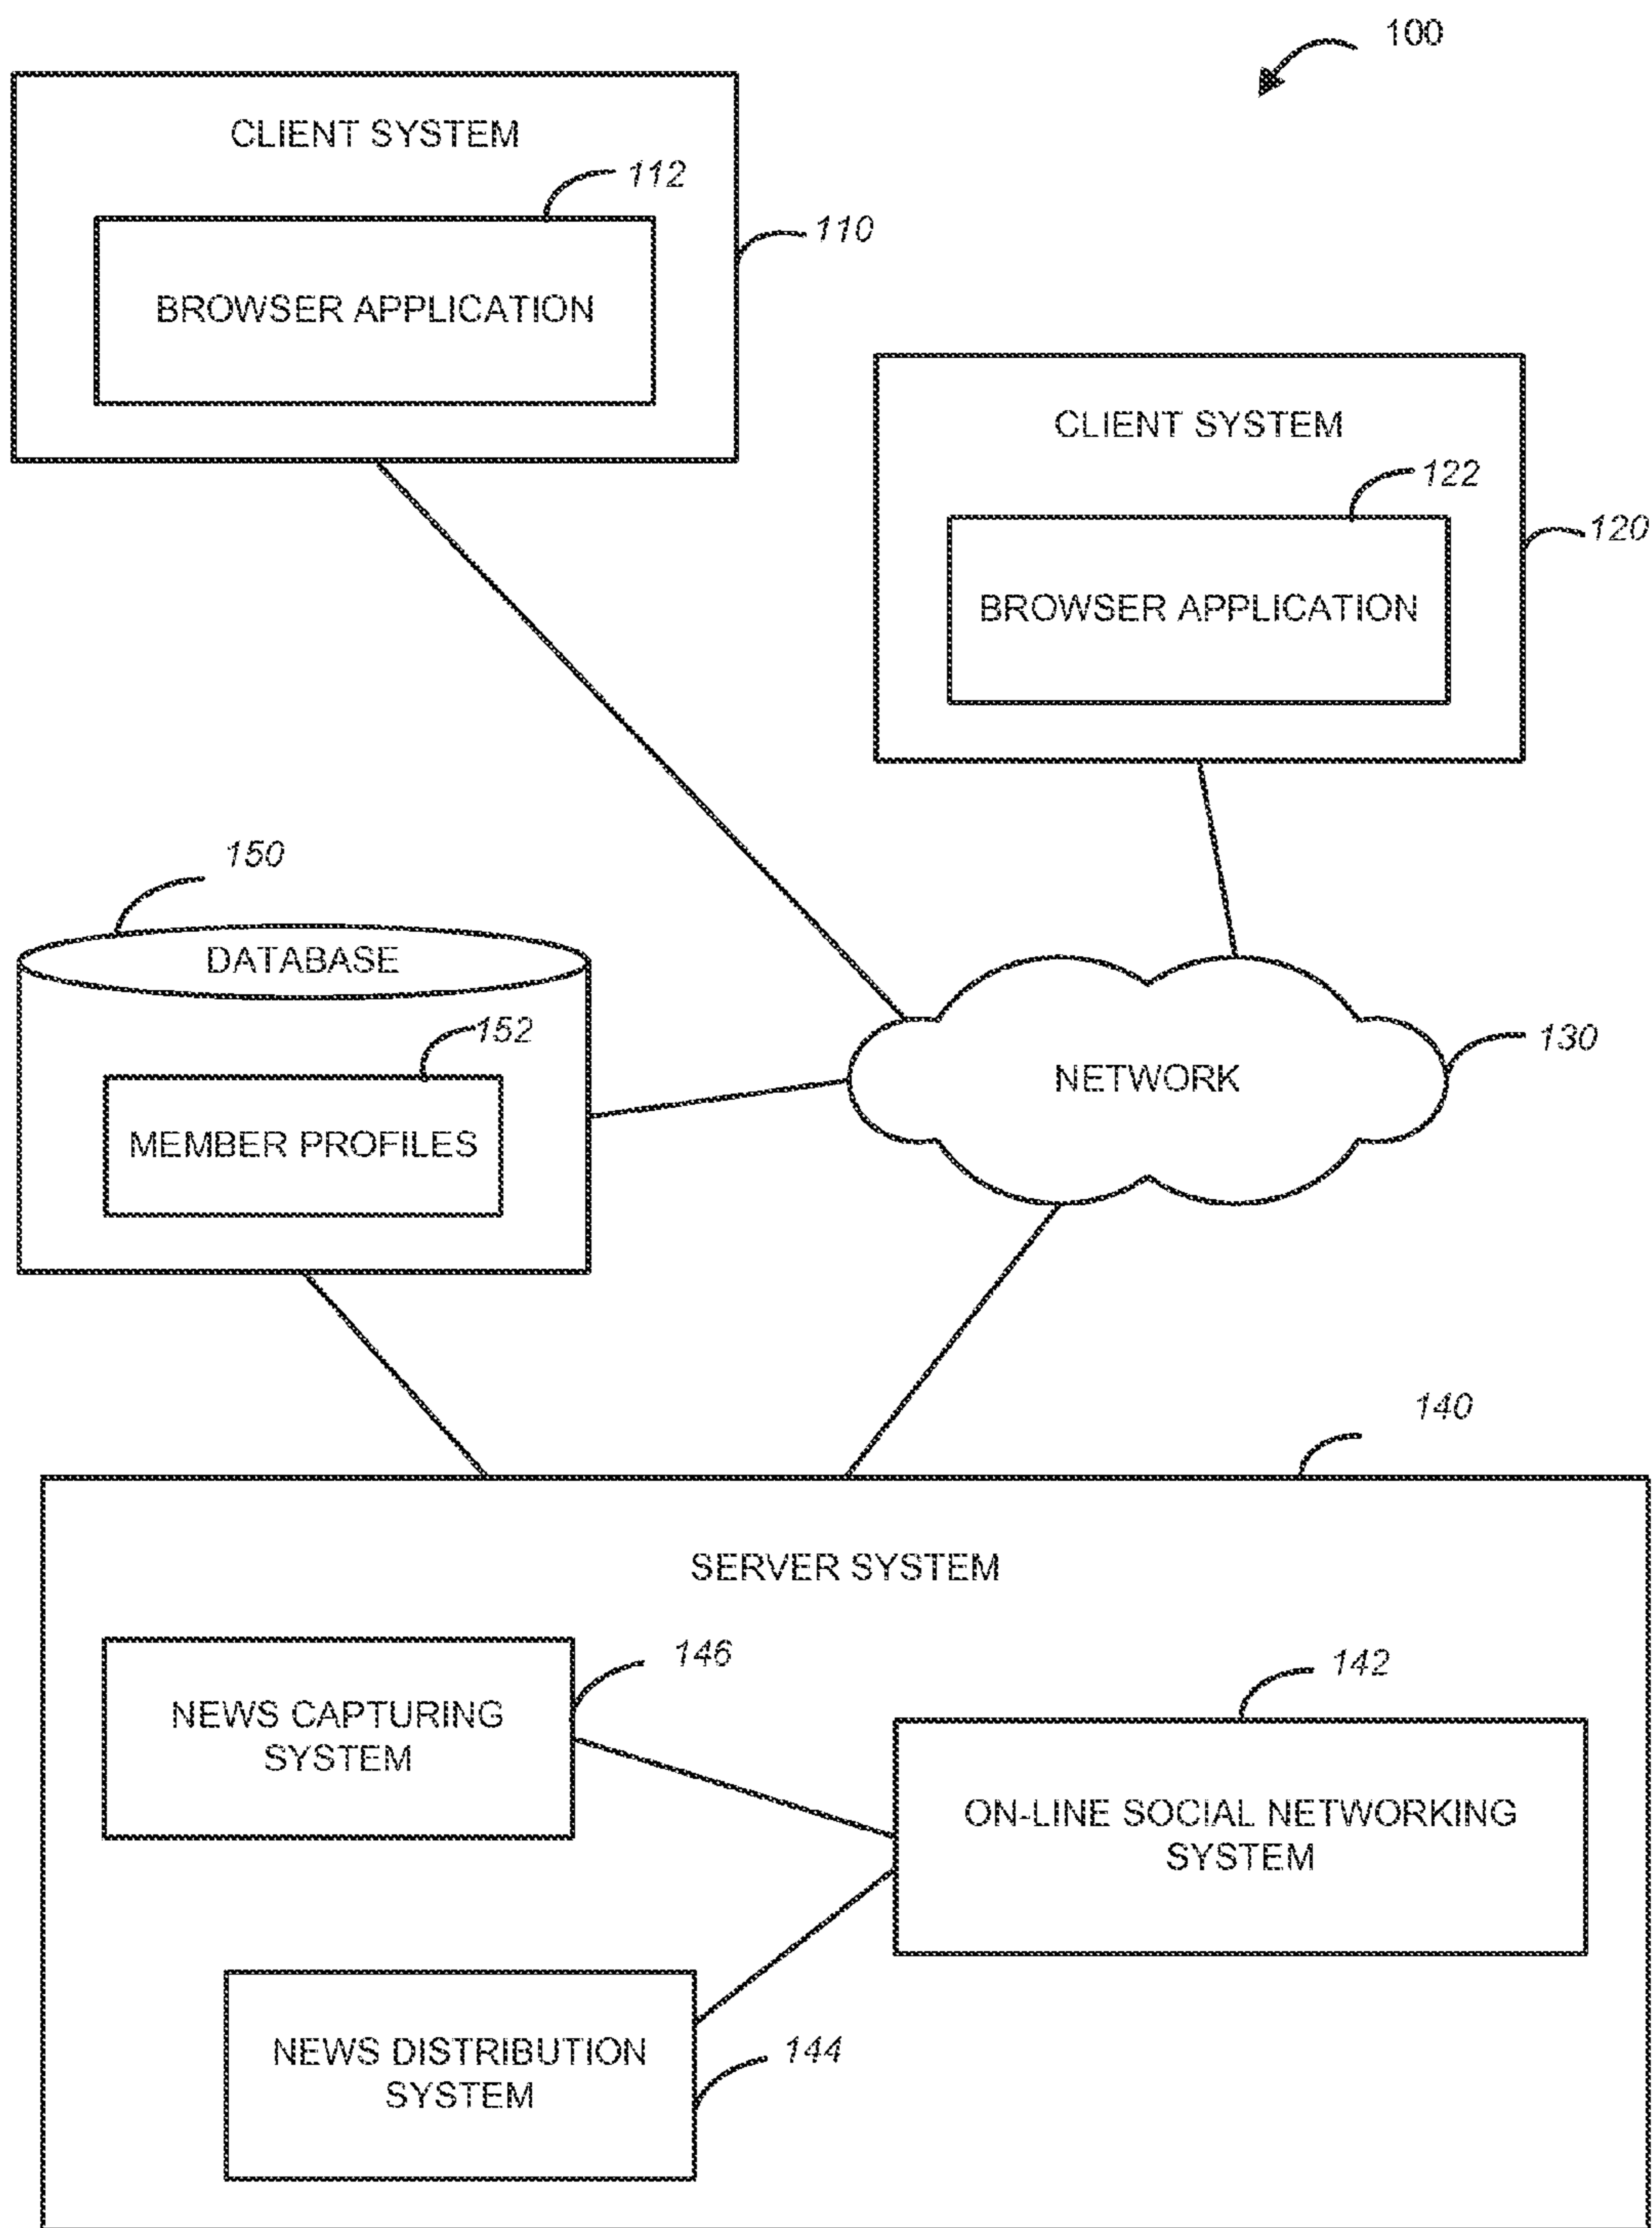 100
CLIENT SYSTEM
112
110
BROWSER APPLICATION
CLIENT SYSTEM
122
120
BROWSER APPLICATION
150
DATABASE
152
MEMBER PROFILES
NETWORK
130
140
SERVER SYSTEM
146
NEWS CAPTURING
SYSTEM
142
ON-LINE SOCIAL NETWORKING
SYSTEM
NEWS DISTRIBUTION
SYSTEM
144